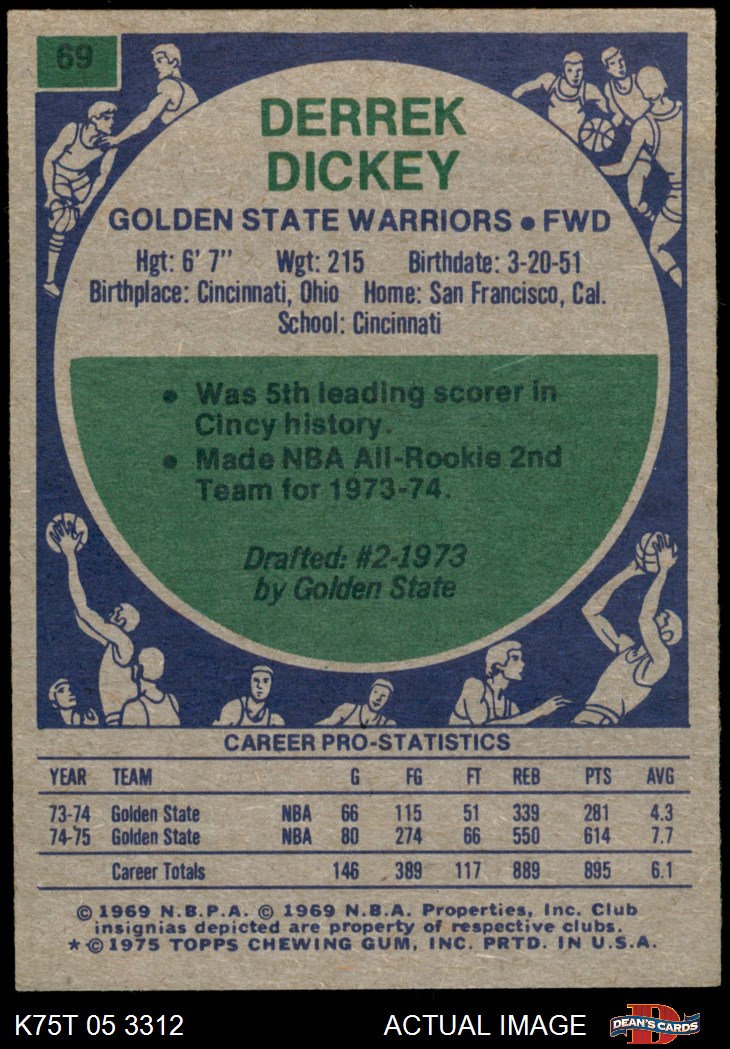 69
DERREK
DICKEY
GOLDEN STATE WARRIORS • FWD
Hgt: 6' 7" Wgt: 215 Birthdate: 3-20-51
Birthplace: Cincinnati, Ohio Home: San Francisco, Cal.
School: Cincinnati
• Was 5th leading scorer in
Cincy history.
• Made NBA All-Rookie 2nd
Team for 1973-74.
Drafted: #2-1973
by Golden State
CAREER PRO-STATISTICS
YEAR TEAM G FG FT REB PTS AVG
73-74 Golden State NBA 66 115 51 339 281 4.3
74-75 Golden State NBA 80 274 66 550 614 7.7
Career Totals 146 389 117 889 895 6.1
© 1969 N.B.P.A. © 1969 N.B.A. Properties, Inc. Club
insignias depicted are property of respective clubs.
* © 1975 TOPPS CHEWING GUM, INC. PRTD. IN U.S.A.
K75T 05 3312 ACTUAL IMAGE DEAN'S CARDS